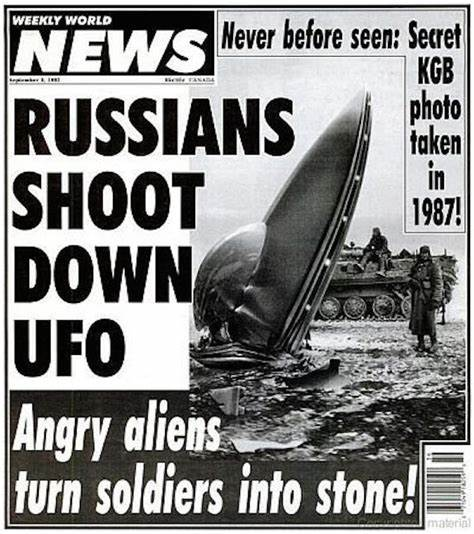 WEEKLY WORLD
NEWS
Never before seen: Secret
KGB
photo
taken
in
1987!
RUSSIANS
SHOOT
DOWN
UFO
Angry aliens
turn soldiers into stone!
material